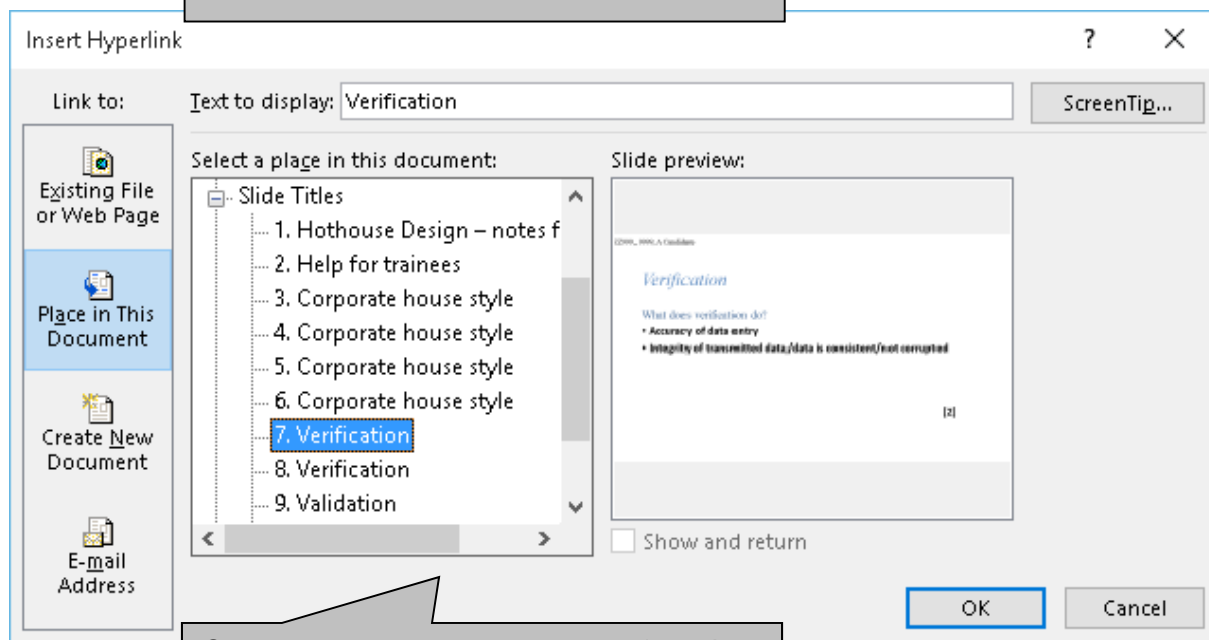 Insert Hyperlink
? ×
Link to:
Text to display: Verification
ScreenTip...
Existing File
or Web Page
Place in This
Document
Create New
Document
E-mail
Address
Select a place in this document:
Slide Titles
1. Hothouse Design – notes f
2. Help for trainees
3. Corporate house style
4. Corporate house style
5. Corporate house style
6. Corporate house style
7. Verification
8. Verification
9. Validation
Slide preview:
Verification
What does verification do?
• Accuracy of data entry
• Integrity of transmitted data;/data is consistent/not corrupted
[2]
Show and return
OK
Cancel